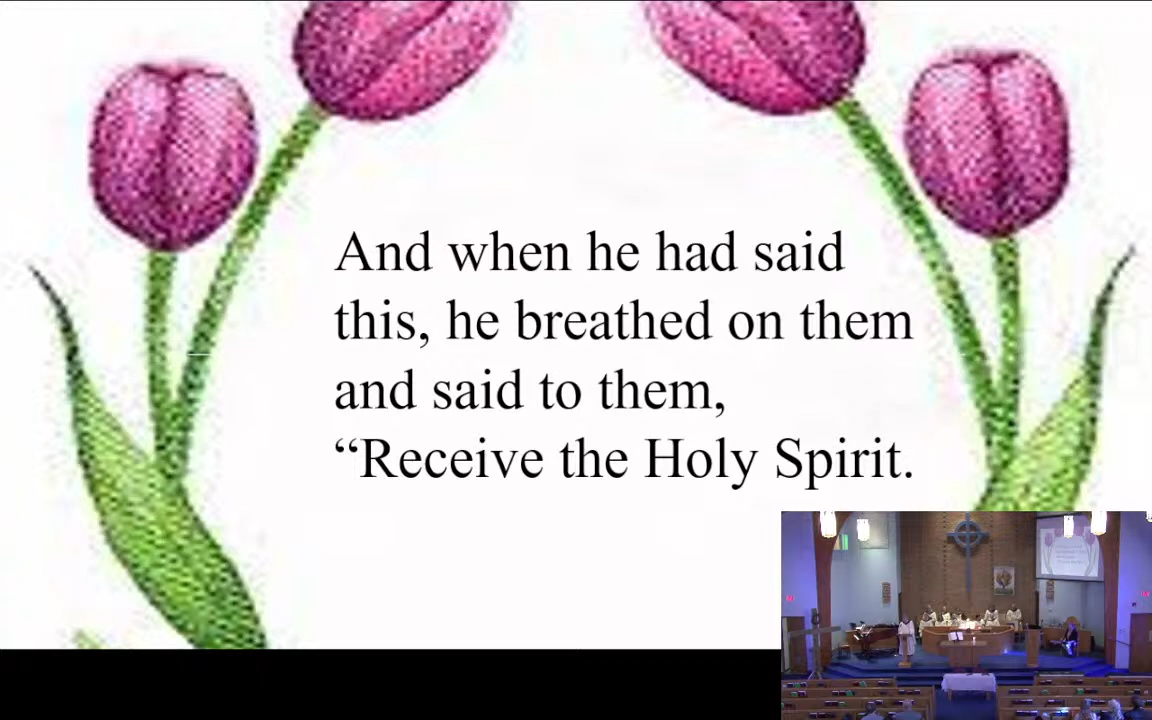 And when he had said
this, he breathed on them
and said to them,
“Receive the Holy Spirit.